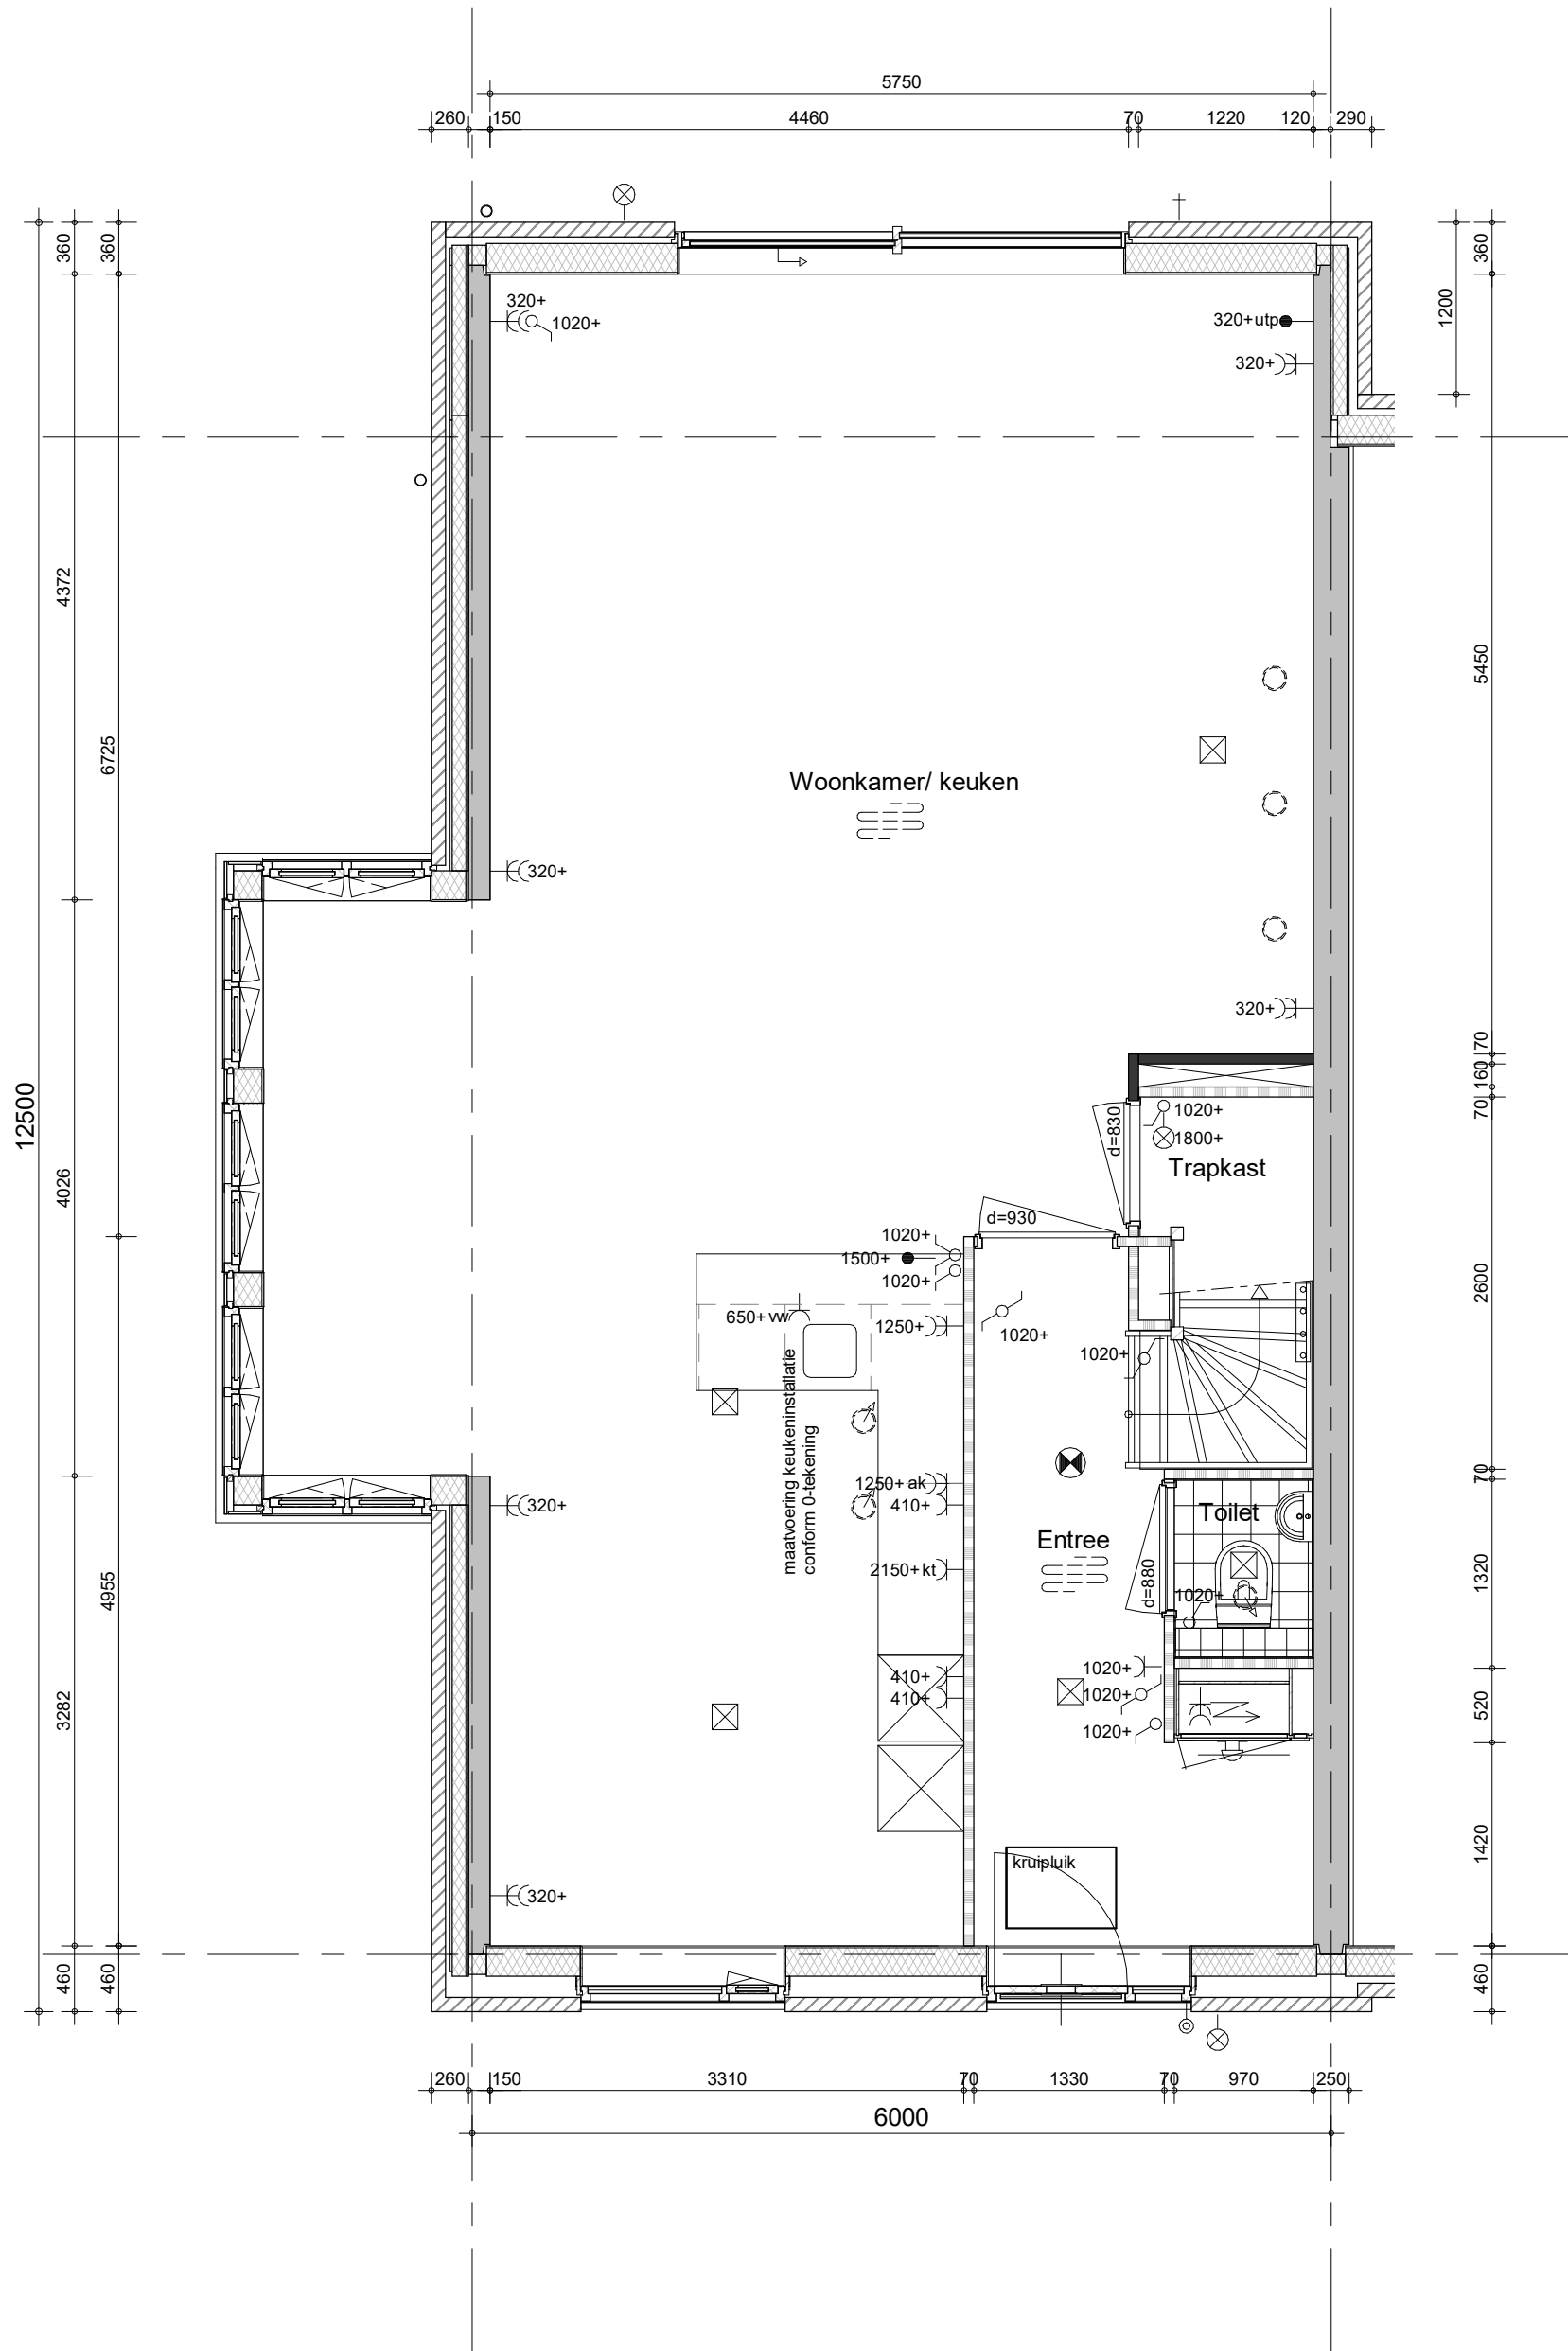 5750
260 150 4460 70 1220 120 290
360 360 360
1200
320+
1020+
320+utp
320+
4372
6725
5450
Woonkamer/ keuken
320+
320+
12500
70
160
70
d=830
1020+
1800+
Trapkast
4026
d=930
1020+
1500+
1020+
2600
650+ vw
1250+
1020+
1020+
maatvoering keukeninstallatie
conform 0-tekening
320+
1250+ ak
410+
70
Toilet
Entree
2150+ kt
d=880
1020+
4955
1320
1020+
410+
1020+
410+
1020+
3282
520
1420
kruipluik
320+
460 460 460
260 150 3310 70 1330 70 970 250
6000